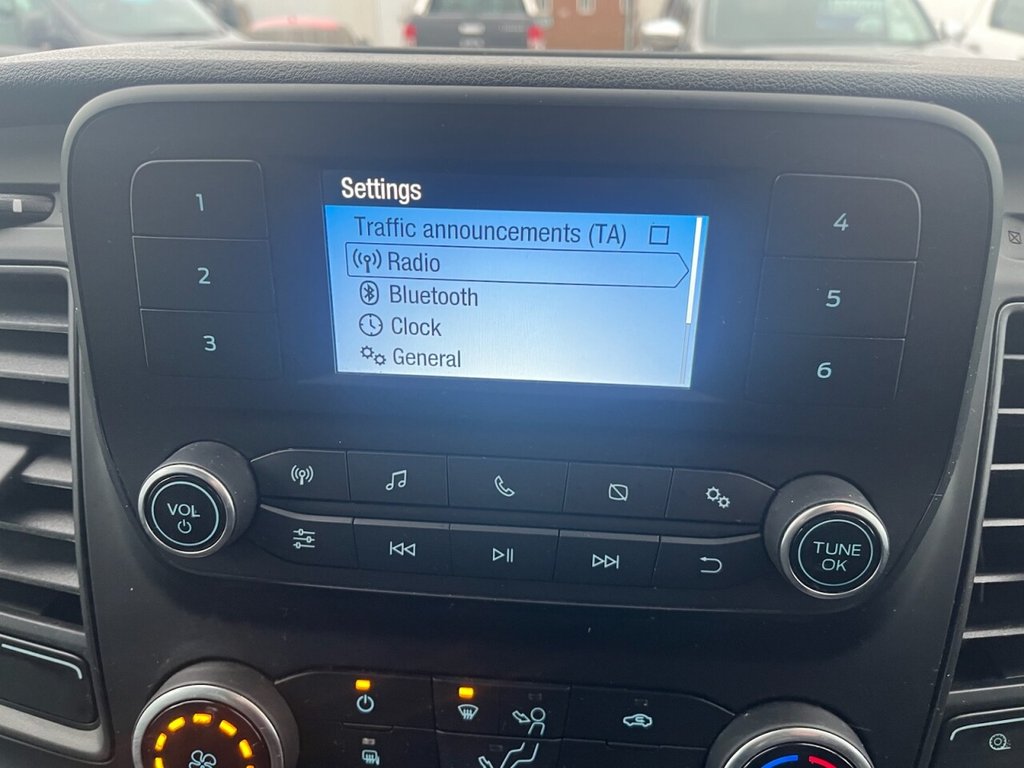 Settings
Traffic announcements (TA)
Radio
Bluetooth
Clock
General
1
2
3
4
5
6
VOL
TUNE
OK